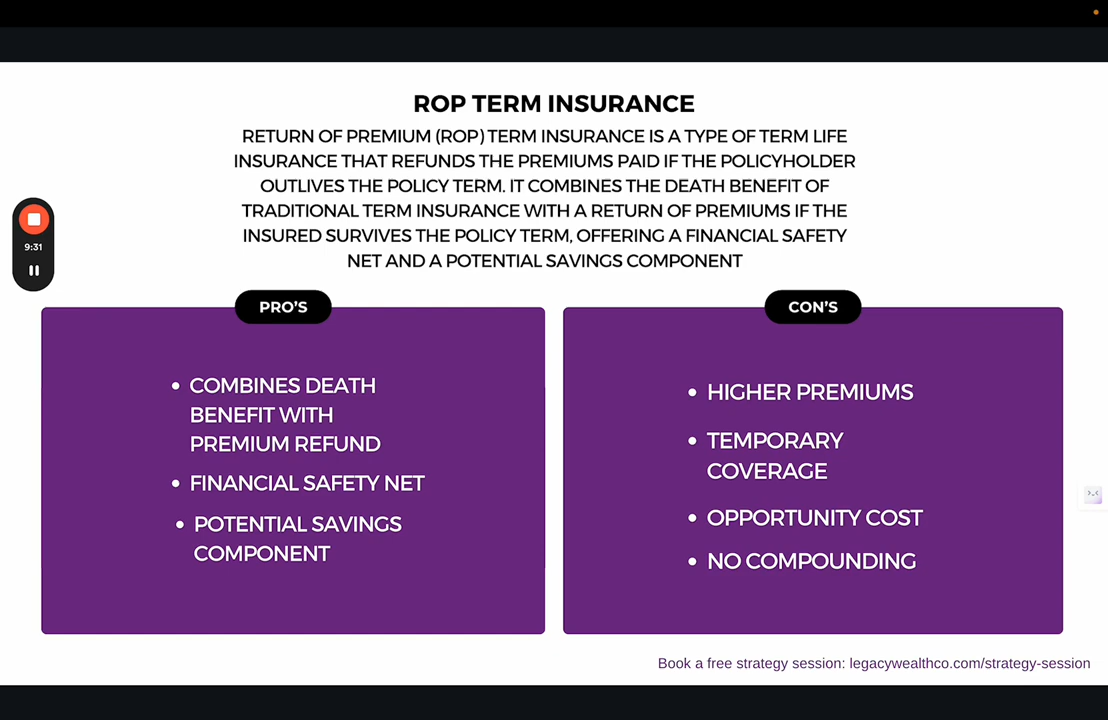 ROP TERM INSURANCE
RETURN OF PREMIUM (ROP) TERM INSURANCE IS A TYPE OF TERM LIFE
INSURANCE THAT REFUNDS THE PREMIUMS PAID IF THE POLICYHOLDER
OUTLIVES THE POLICY TERM. IT COMBINES THE DEATH BENEFIT OF
TRADITIONAL TERM INSURANCE WITH A RETURN OF PREMIUMS IF THE
INSURED SURVIVES THE POLICY TERM, OFFERING A FINANCIAL SAFETY
NET AND A POTENTIAL SAVINGS COMPONENT
9:31
PRO'S
• COMBINES DEATH
BENEFIT WITH
PREMIUM REFUND
• FINANCIAL SAFETY NET
• POTENTIAL SAVINGS
COMPONENT
CON'S
• HIGHER PREMIUMS
• TEMPORARY
COVERAGE
• OPPORTUNITY COST
• NO COMPOUNDING
Book a free strategy session: legacywealthco.com/strategy-session